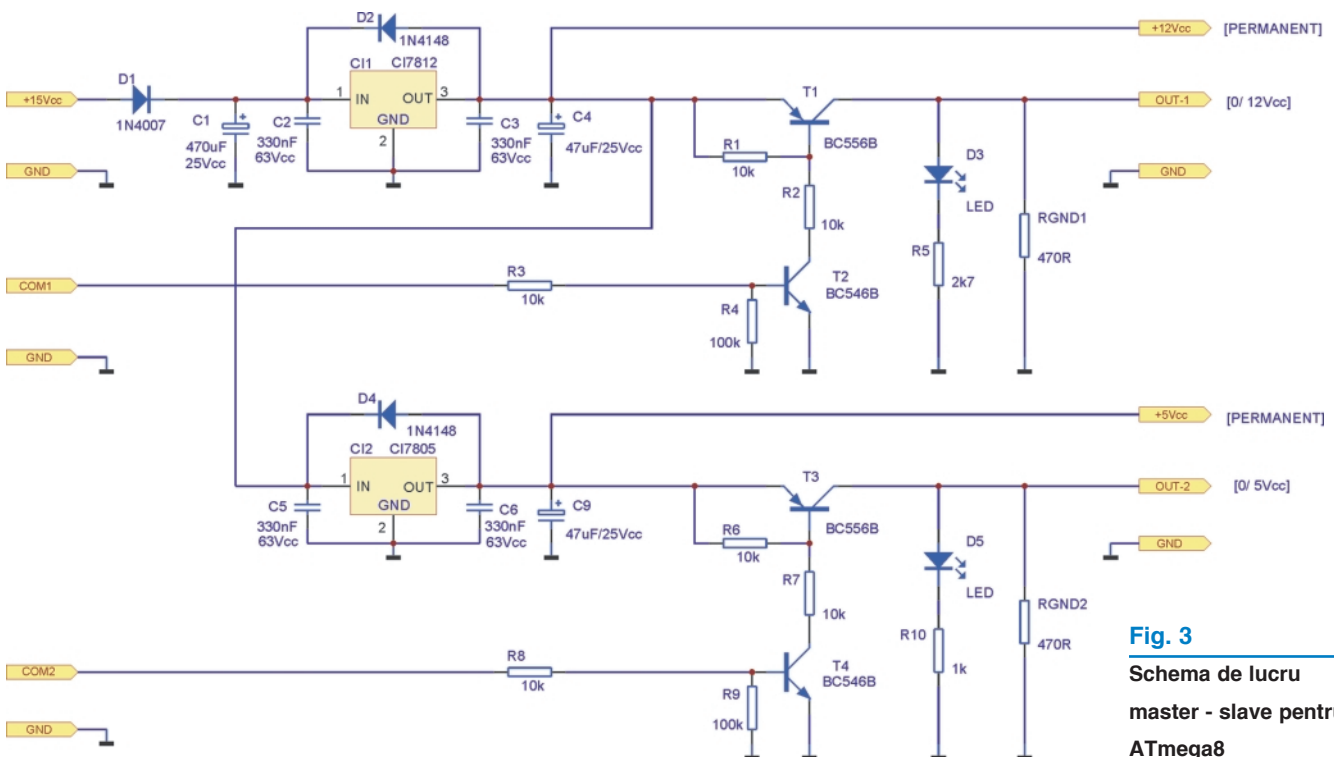 D2
1N4148
+12Vcc [PERMANENT]
D1
CI1 CI7812
T1
+15Vcc
1 IN OUT 3
OUT-1 [0/ 12Vcc]
1N4007
C1
470uF
25Vcc
C2
330nF
63Vcc
GND
2
C3
330nF
63Vcc
+ C4
47uF/25Vcc
R1
10k
BC556B
D3
LED
GND
GND
R2
10k
RGND1
470R
R5
2k7
COM1
R3
10k
T2
BC546B
R4
100k
GND
D4
1N4148
+5Vcc [PERMANENT]
CI2 CI7805
T3
1 IN OUT 3
OUT-2 [0/ 5Vcc]
C5
330nF
63Vcc
GND
2
C6
330nF
63Vcc
+ C9
47uF/25Vcc
R6
10k
BC556B
D5
LED
GND
R7
10k
RGND2
470R
R10
1k
COM2
R8
10k
T4
BC546B
R9
100k
GND
Fig. 3
Schema de lucru
master - slave pentru
ATmega8